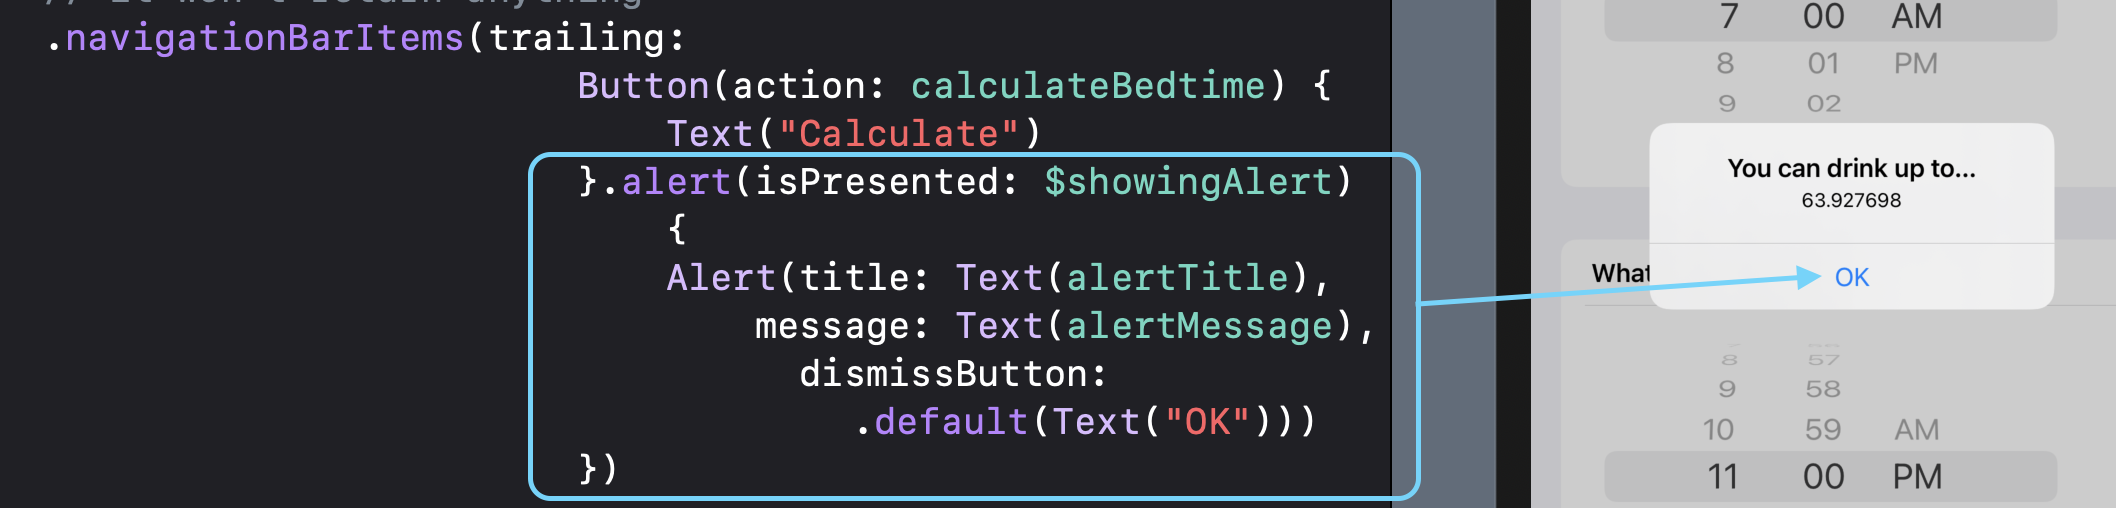 // It won't retain anything
.navigationBarItems(trailing:
Button(action: calculateBedtime) {
Text("Calculate")
}.alert(isPresented: $showingAlert)
{
Alert(title: Text(alertTitle),
message: Text(alertMessage),
dismissButton:
.default(Text("OK")))
})
7 00 AM
8 01 PM
9 02
You can drink up to...
63.927698
OK
What
8 57
9 58
10 59 AM
11 00 PM